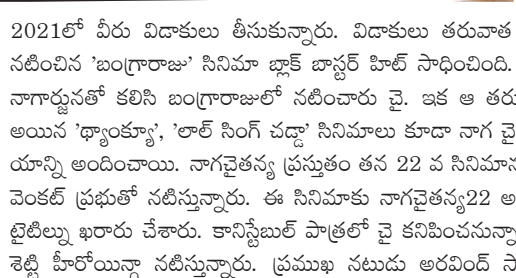 2021లో వీరు విడాకులు తీసుకున్నారు. విడాకులు తరువాత
నటించిన 'బంగ్రారాజు' సినిమా బ్లాక్ బాస్టర్ హిట్ సాధించింది.
నాగార్జునతో కలిసి బంగ్రారాజులో నటించారు చై. ఇక ఆ తరు
అయిన 'థ్యాంక్యూ', 'లాల్ సింగ్ చడ్డా' సినిమాలు కూడా నాగ చై
యాన్ని అందించాయి. నాగచైతన్య ప్రస్తుతం తన 22 వ సినిమాన
వెంకట్ ప్రభుతో నటిస్తున్నారు. ఈ సినిమాకు నాగచైతన్య22 అ
టైటిల్ను ఖరారు చేశారు. కానిస్టేబుల్ పాత్రలో చై కనిపించనున్నా
శెట్టి హీరోయిన్గా నటిస్తున్నారు. ప్రముఖ నటుడు అరవింద్ సా